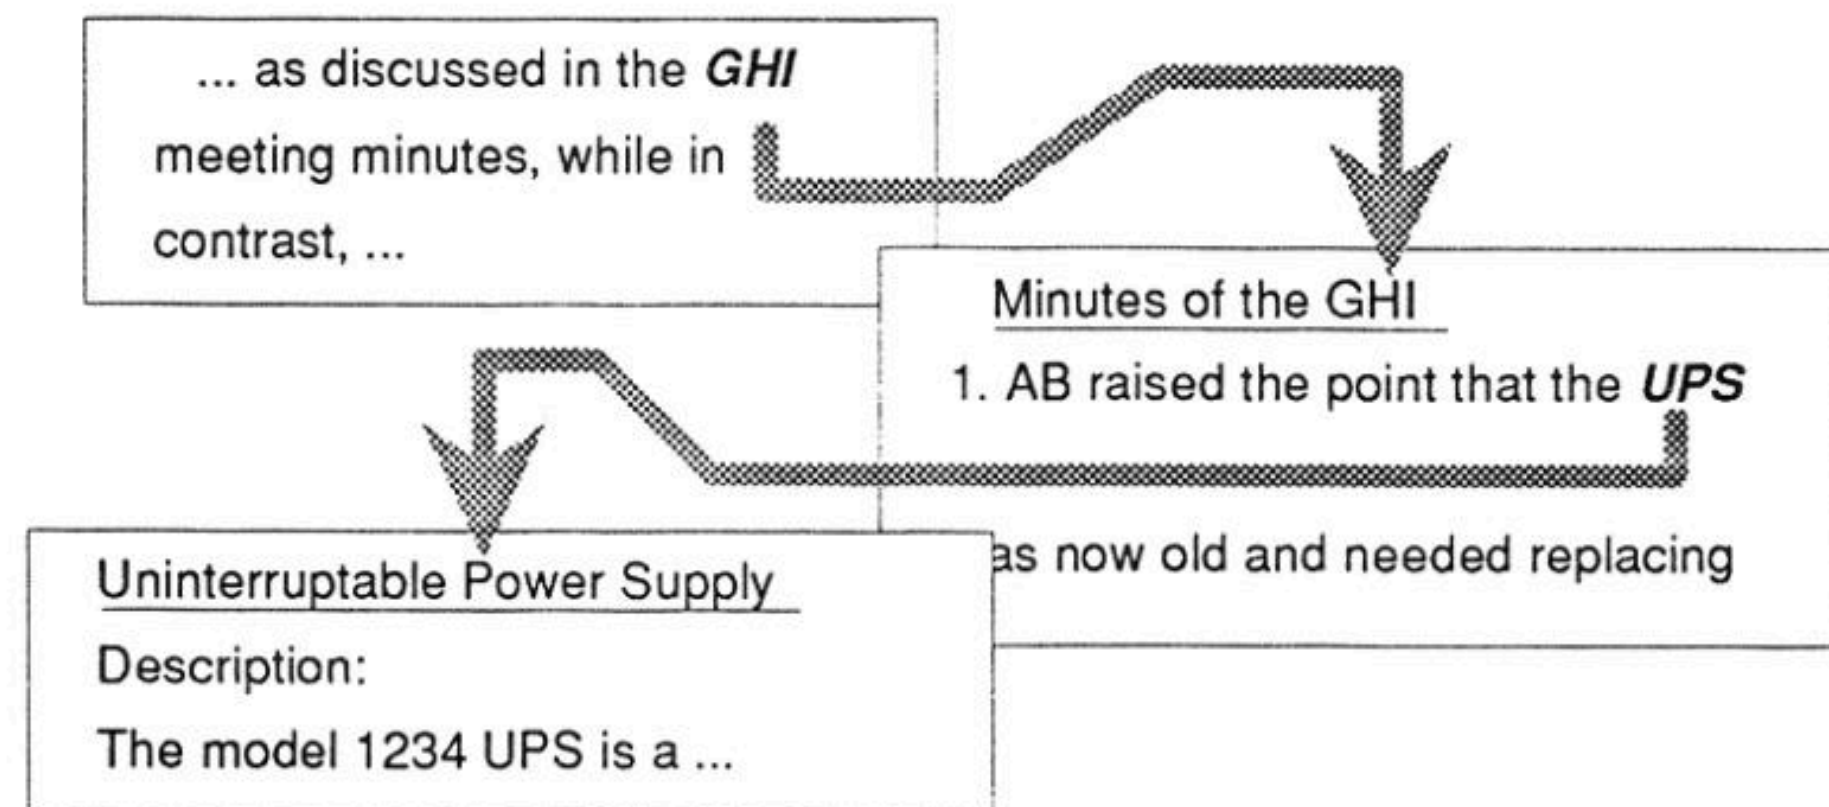 ... as discussed in the GHI
meeting minutes, while in
contrast, ...
Minutes of the GHI
1. AB raised the point that the UPS
as now old and needed replacing
Uninterruptable Power Supply
Description:
The model 1234 UPS is a ...